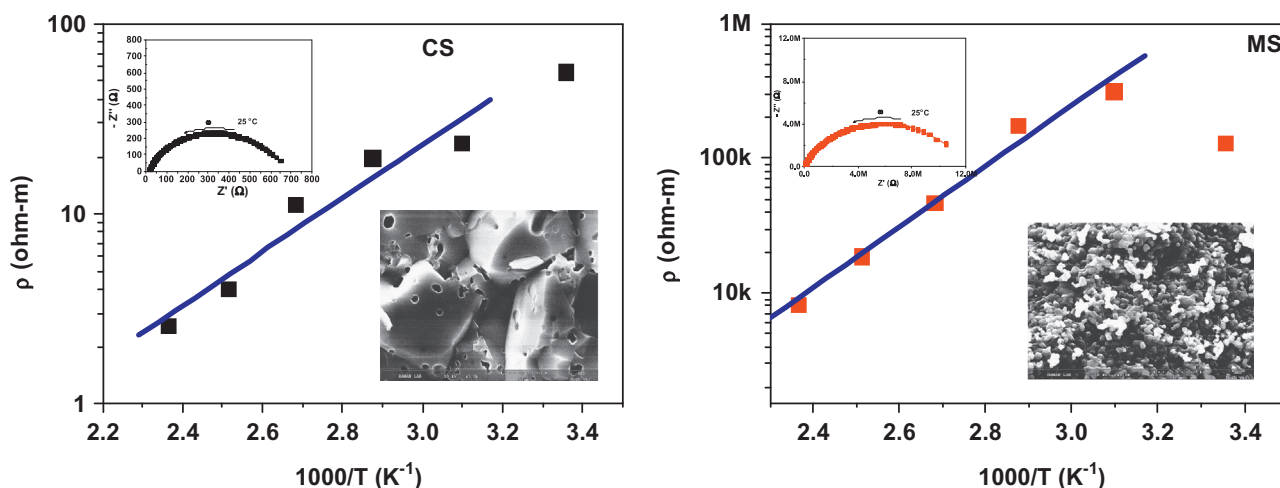 CS
100
10
1
ρ (ohm-m)
2.2 2.4 2.6 2.8 3.0 3.2 3.4
1000/T (K⁻¹)
800
700
600
500
400
300
200
100
0
- Z'' (Ω)
25°C
0 100 200 300 400 500 600 700 800
Z' (Ω)
MS
1M
100k
10k
ρ (ohm-m)
2.4 2.6 2.8 3.0 3.2 3.4
1000/T (K⁻¹)
12.0M
8.0M
4.0M
0.0
- Z'' (Ω)
25°C
0.0 4.0M 8.0M 12.0M
Z' (Ω)
RAMAN LAB